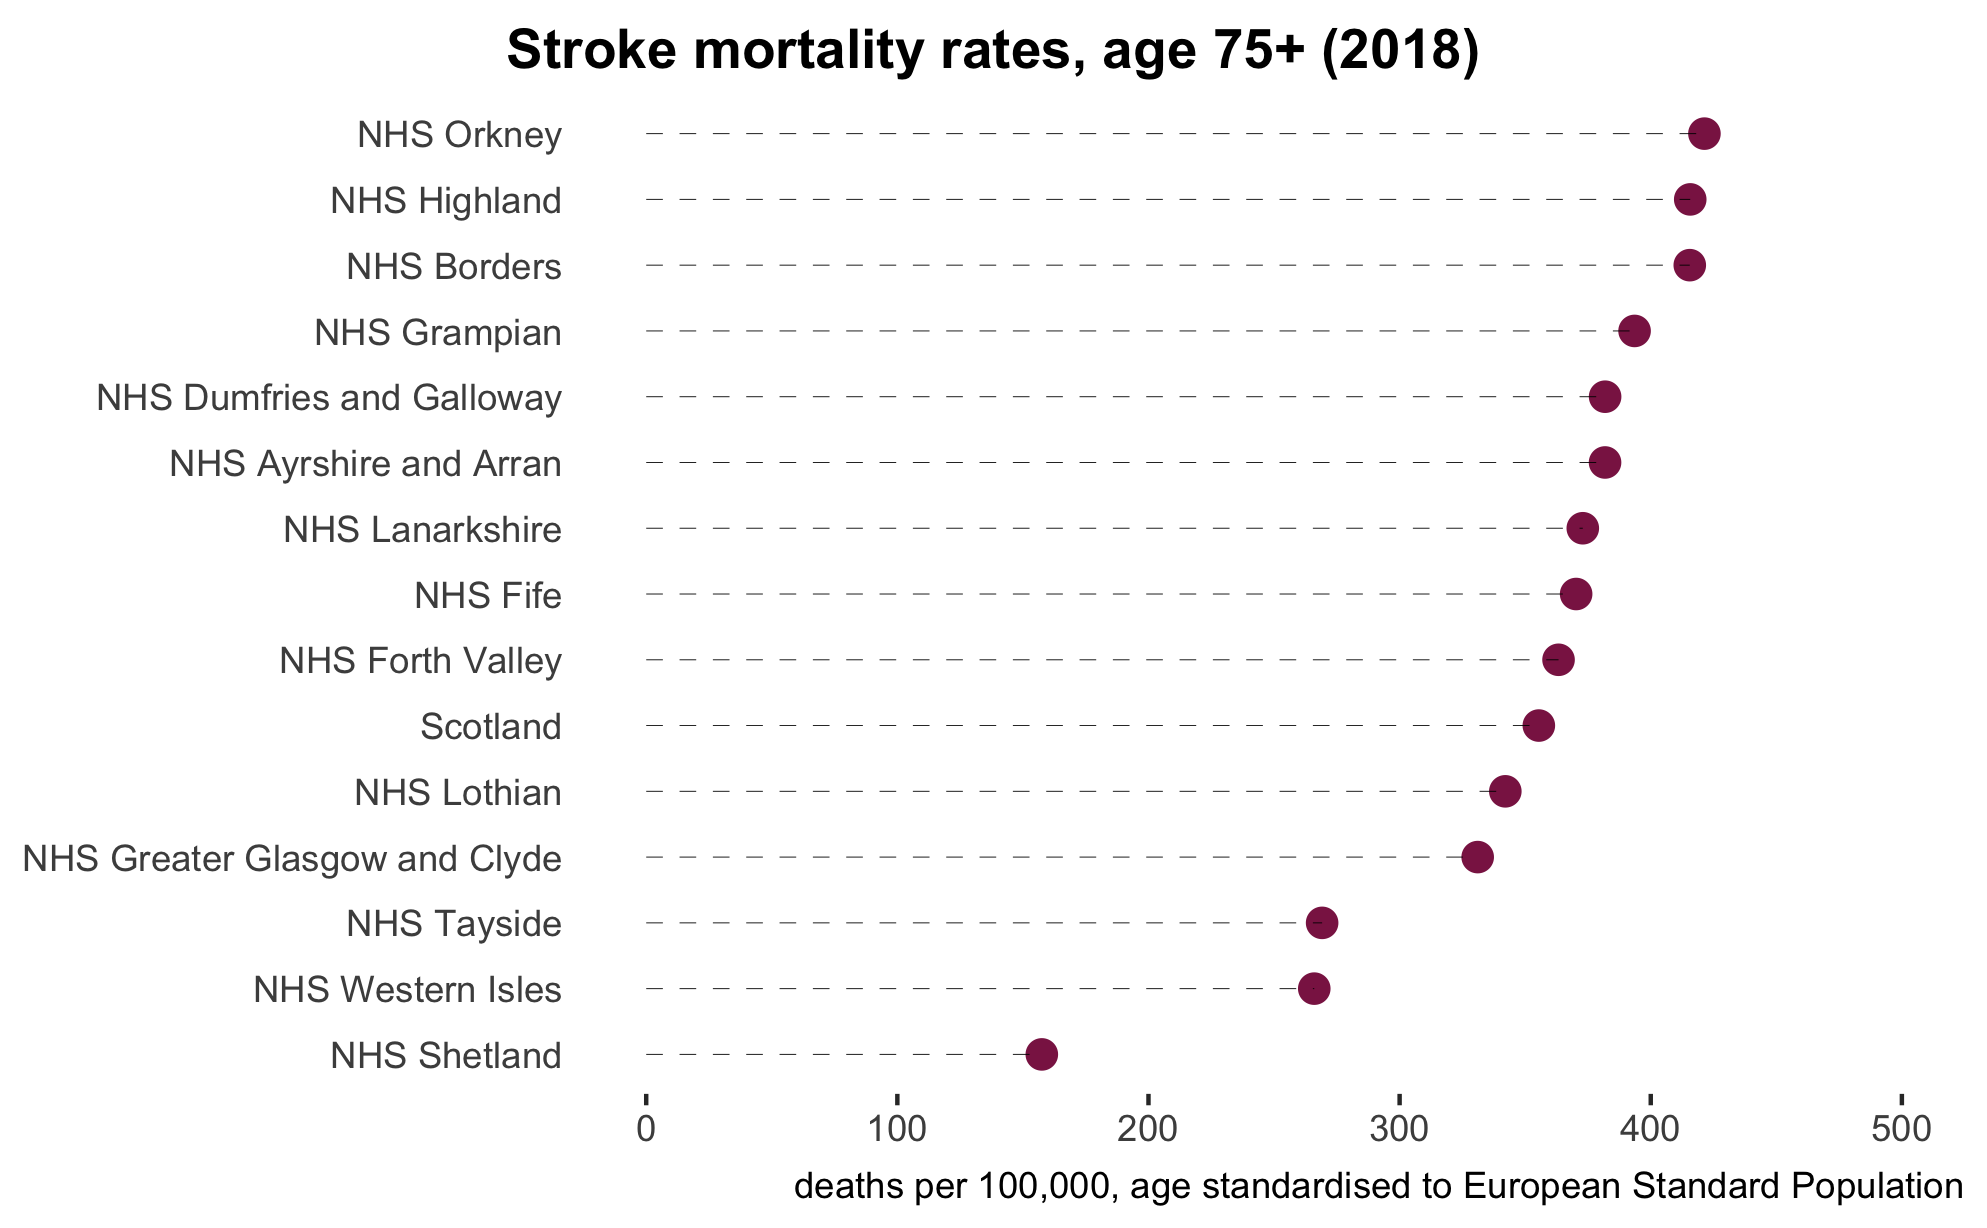 Stroke mortality rates, age 75+ (2018)
NHS Orkney
NHS Highland
NHS Borders
NHS Grampian
NHS Dumfries and Galloway
NHS Ayrshire and Arran
NHS Lanarkshire
NHS Fife
NHS Forth Valley
Scotland
NHS Lothian
NHS Greater Glasgow and Clyde
NHS Tayside
NHS Western Isles
NHS Shetland
0 100 200 300 400 500
deaths per 100,000, age standardised to European Standard Population